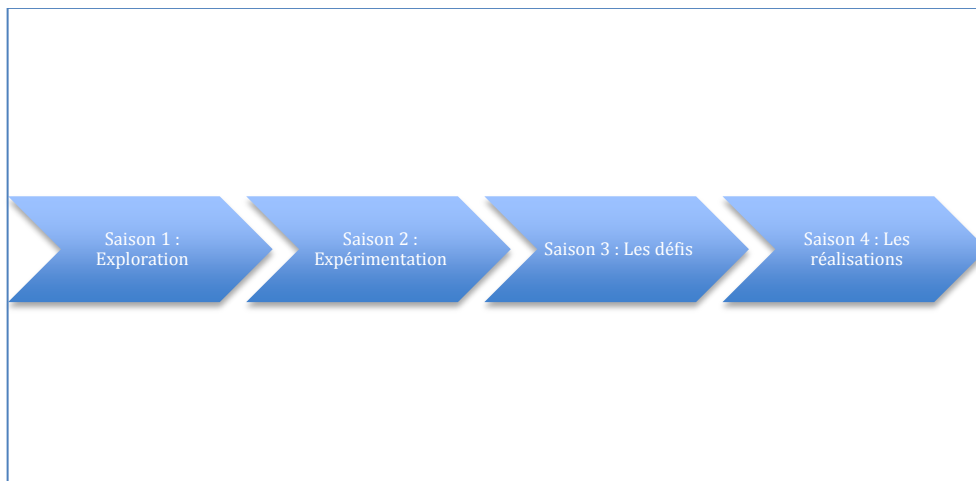 Saison 1 :
Exploration
Saison 2 :
Expérimentation
Saison 3 : Les défis
Saison 4 : Les
réalisations